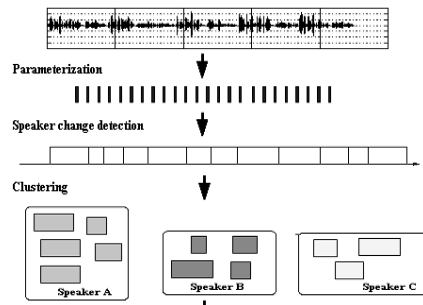 Parameterization
Speaker change detection
Clustering
Speaker A
Speaker B
Speaker C